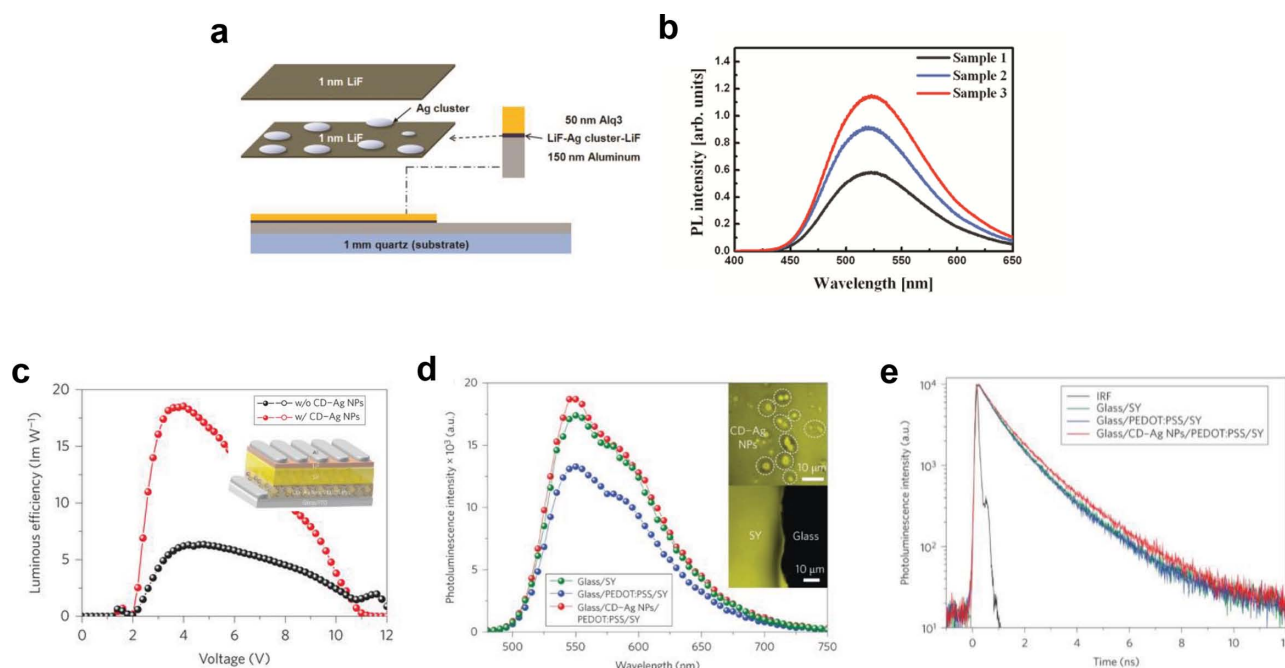 a
1 nm LiF
Ag cluster
1 nm LiF
50 nm Alq3
LiF-Ag cluster-LiF
150 nm Aluminum
1 mm quartz (substrate)
b
Sample 1
Sample 2
Sample 3
PL intensity [arb. units]
1.4
1.2
1.0
0.8
0.6
0.4
0.2
0.0
400 450 500 550 600 650
Wavelength [nm]
c
Luminous efficiency (lm W⁻¹)
20
15
10
5
0
w/o CD–Ag NPs
w/ CD–Ag NPs
0 2 4 6 8 10 12
Voltage (V)
d
Photoluminescence intensity × 10³ (a.u.)
20
15
10
5
0
CD–Ag
NPs
10 μm
SY
Glass
10 μm
Glass/SY
Glass/PEDOT:PSS/SY
Glass/CD–Ag NPs/
PEDOT:PSS/SY
500 550 600 650 700 750
Wavelength (nm)
e
Photoluminescence intensity (a.u.)
10⁴
10³
10²
10¹
IRF
Glass/SY
Glass/PEDOT:PSS/SY
Glass/CD-Ag NPs/PEDOT:PSS/SY
0 2 4 6 8 10
Time (ns)